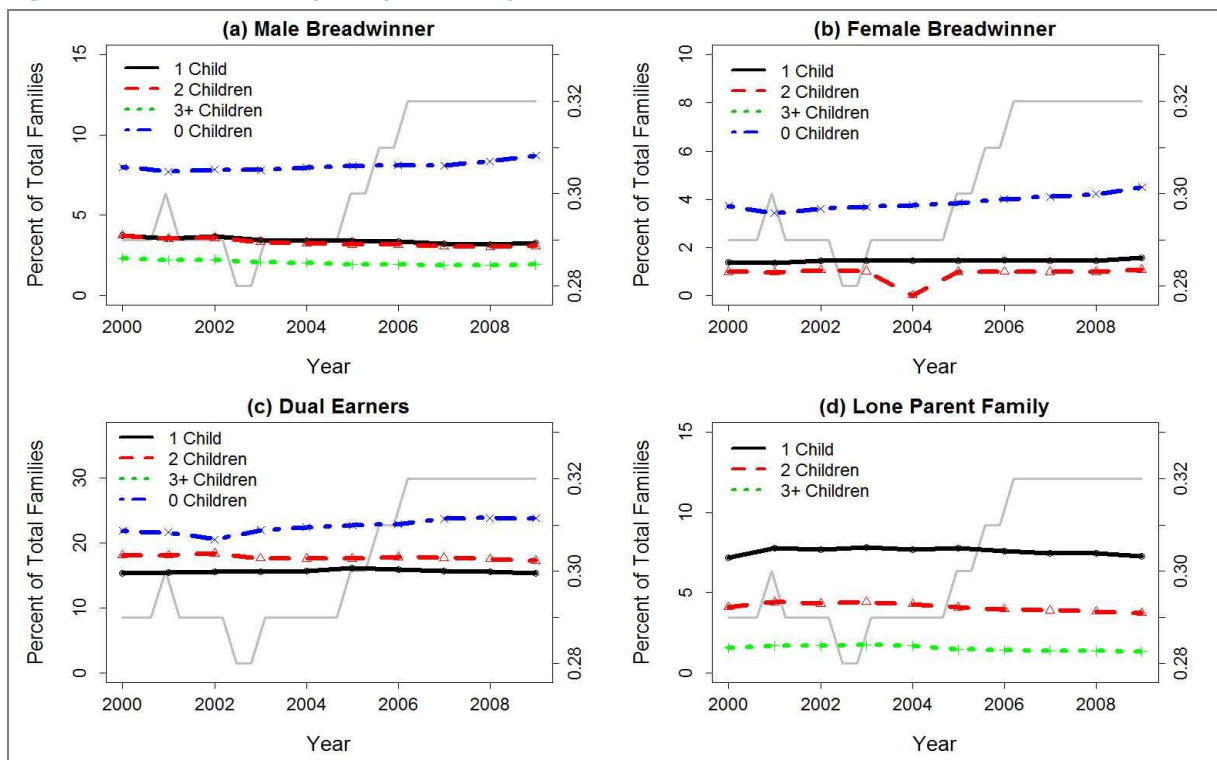 (a) Male Breadwinner
Percent of Total Families
15
10
5
0
1 Child
2 Children
3+ Children
0 Children
0.32
0.30
0.28
2000 2002 2004 2006 2008
Year
(b) Female Breadwinner
Percent of Total Families
10
8
6
4
2
0
1 Child
2 Children
3+ Children
0 Children
0.32
0.30
0.28
2000 2002 2004 2006 2008
Year
(c) Dual Earners
Percent of Total Families
30
20
10
0
1 Child
2 Children
3+ Children
0 Children
0.32
0.30
0.28
2000 2002 2004 2006 2008
Year
(d) Lone Parent Family
Percent of Total Families
15
10
5
0
1 Child
2 Children
3+ Children
0.32
0.30
0.28
2000 2002 2004 2006 2008
Year